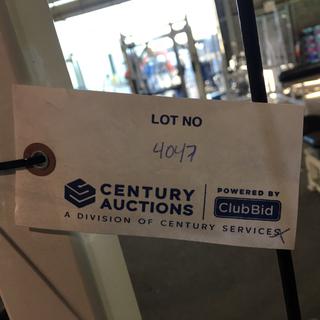 LOT NO
4047
CENTURY AUCTIONS
POWERED BY
ClubBid
A DIVISION OF CENTURY SERVICES